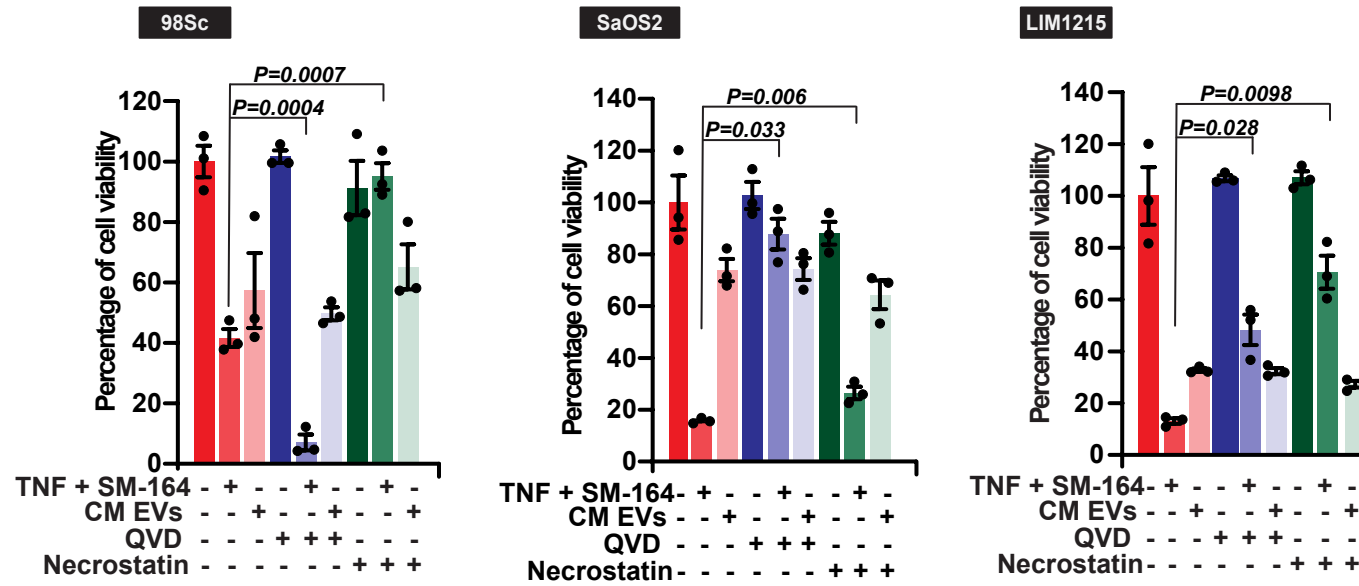 98Sc
SaOS2
LIM1215
P=0.0007
P=0.0004
Percentage of cell viability
120
100
80
60
40
20
0
TNF + SM-164 - + - - + - - + -
CM EVs - - + - - + - - +
QVD - - - + + + - - -
Necrostatin - - - - - - + + +
P=0.006
P=0.033
Percentage of cell viability
140
120
100
80
60
40
20
0
TNF + SM-164 - + - - + - - + -
CM EVs - - + - - + - - +
QVD - - - + + + - - -
Necrostatin - - - - - - + + +
P=0.0098
P=0.028
Percentage of cell viability
140
120
100
80
60
40
20
0
TNF + SM-164 - + - - + - - + -
CM EVs - - + - - + - - +
QVD - - - + + + - - -
Necrostatin - - - - - - + + +